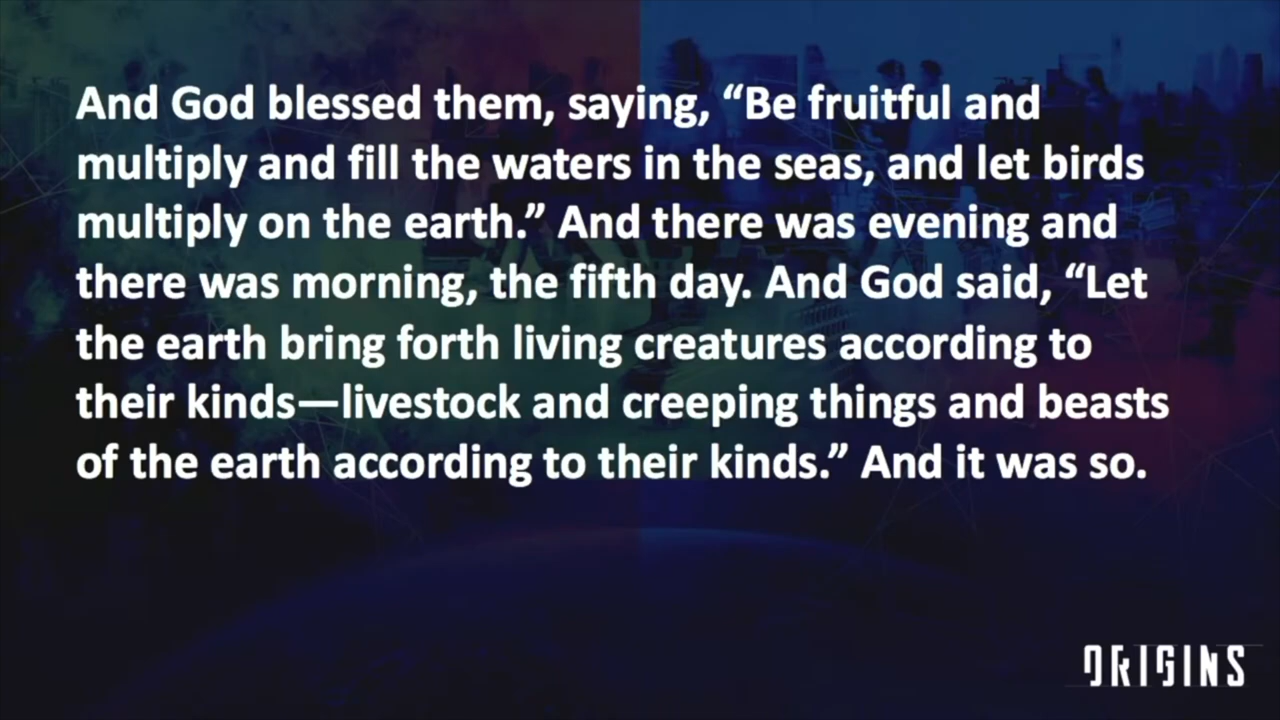 And God blessed them, saying, “Be fruitful and
multiply and fill the waters in the seas, and let birds
multiply on the earth.” And there was evening and
there was morning, the fifth day. And God said, “Let
the earth bring forth living creatures according to
their kinds—livestock and creeping things and beasts
of the earth according to their kinds.” And it was so.
ORIGINS